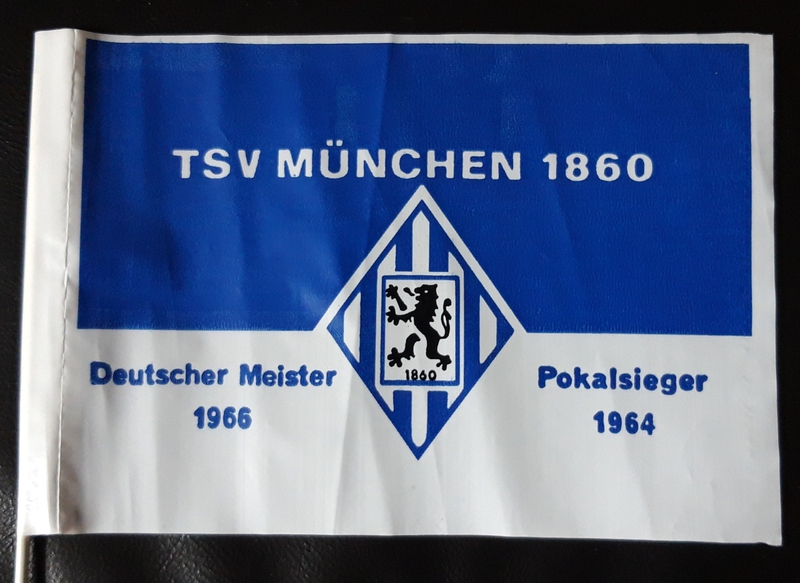 TSV MÜNCHEN 1860
1860
Deutscher Meister
1966
Pokalsieger
1964